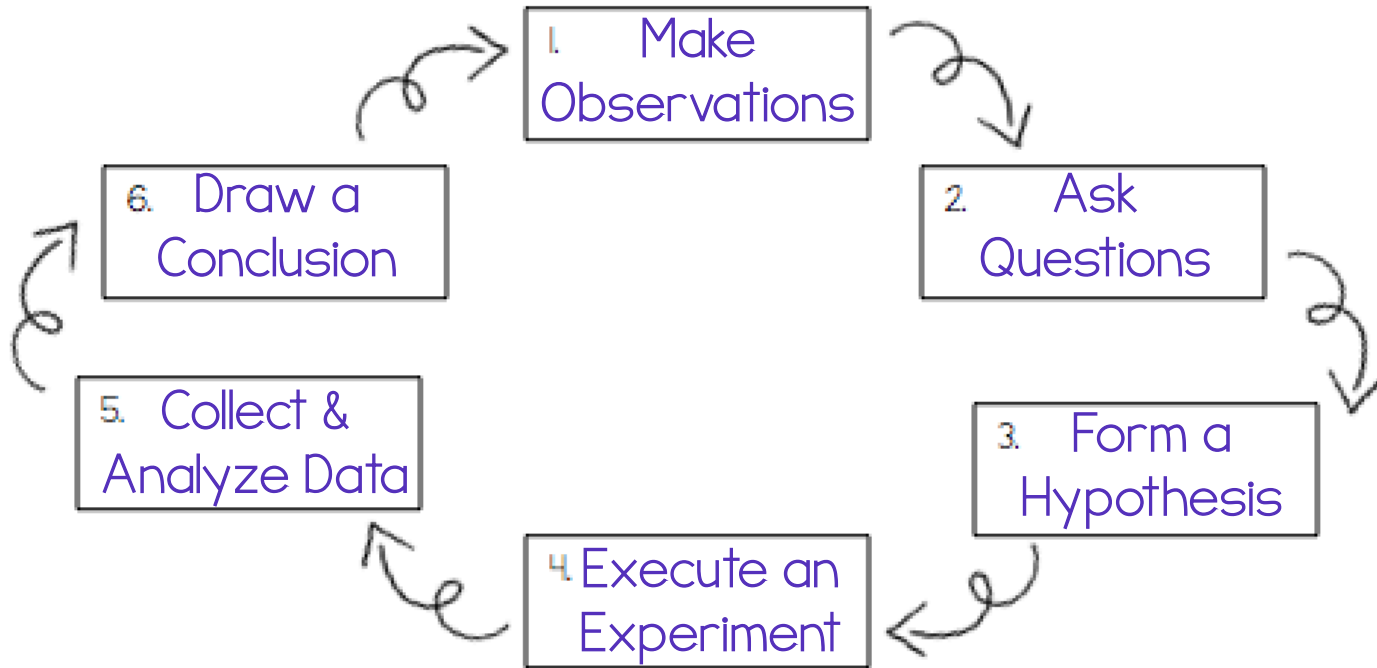 1. Make
Observations
2. Ask
Questions
3. Form a
Hypothesis
4. Execute an
Experiment
5. Collect &
Analyze Data
6. Draw a
Conclusion